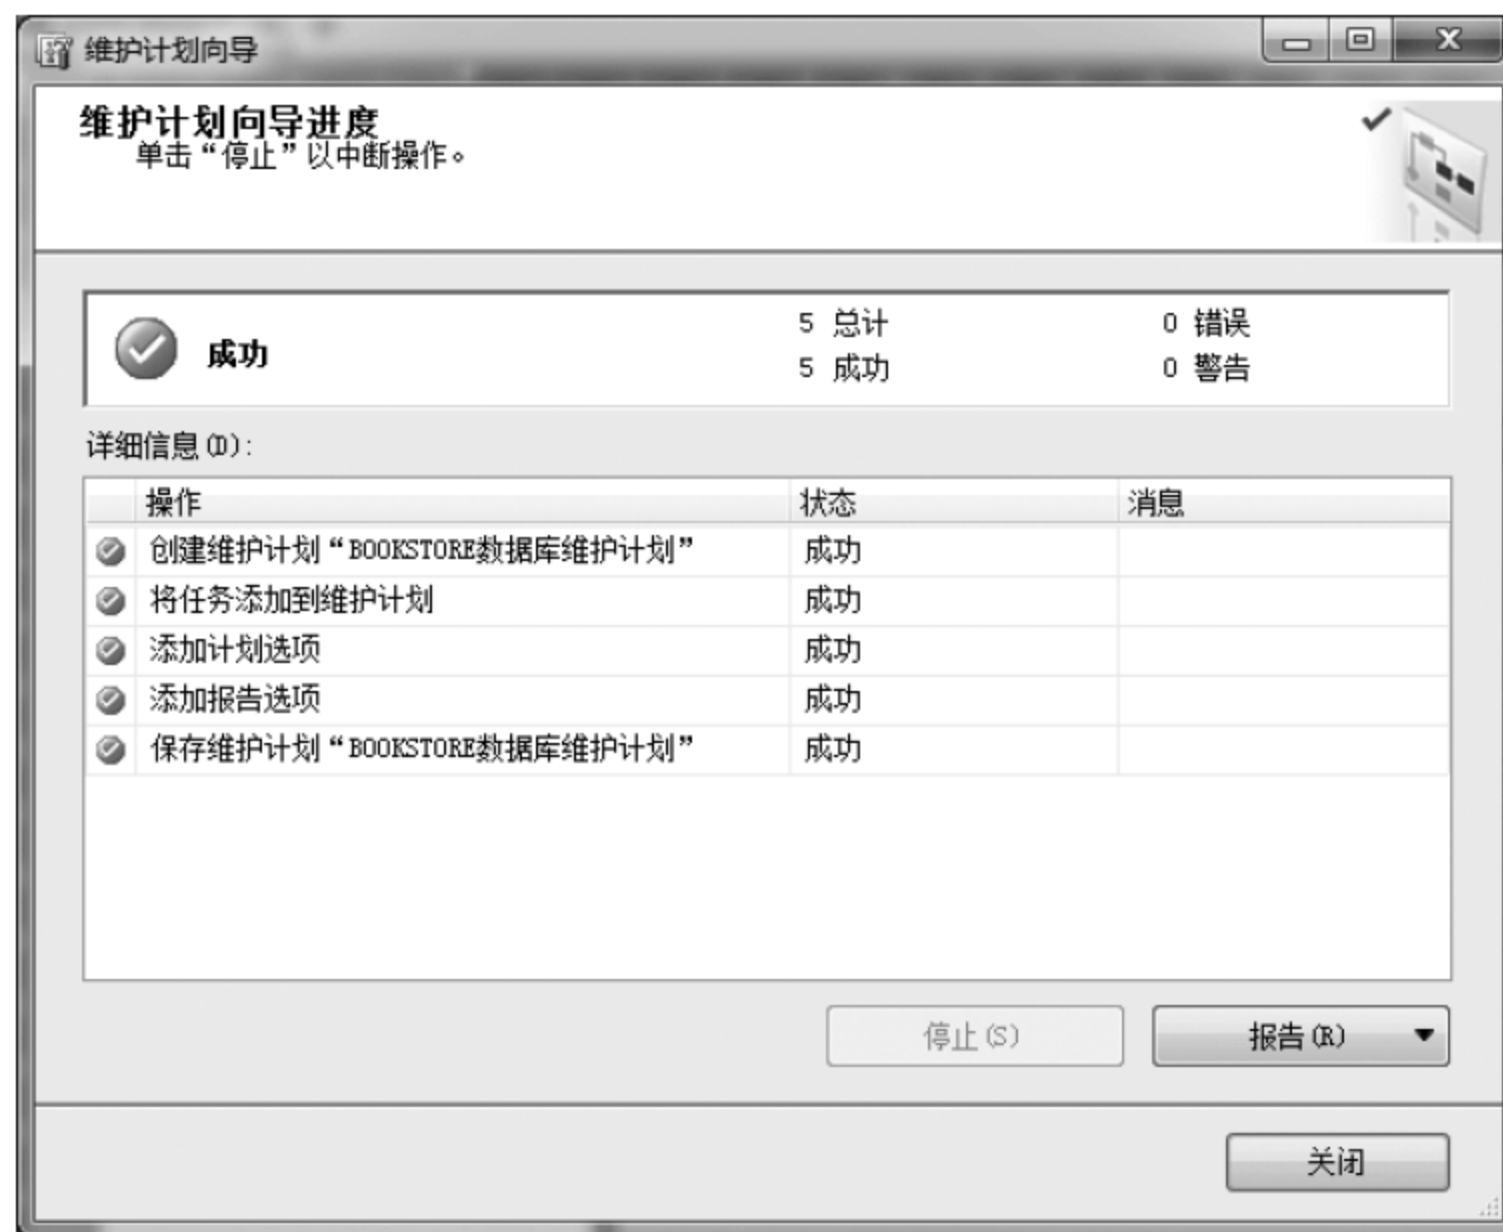 维护计划向导
维护计划向导进度
单击“停止”以中断操作。
成功
5 总计
0 错误
5 成功
0 警告
详细信息(D):
操作 状态 消息
创建维护计划“BOOKSTORE数据库维护计划” 成功
将任务添加到维护计划 成功
添加计划选项 成功
添加报告选项 成功
保存维护计划“BOOKSTORE数据库维护计划” 成功
停止(S) 报告(R)
关闭